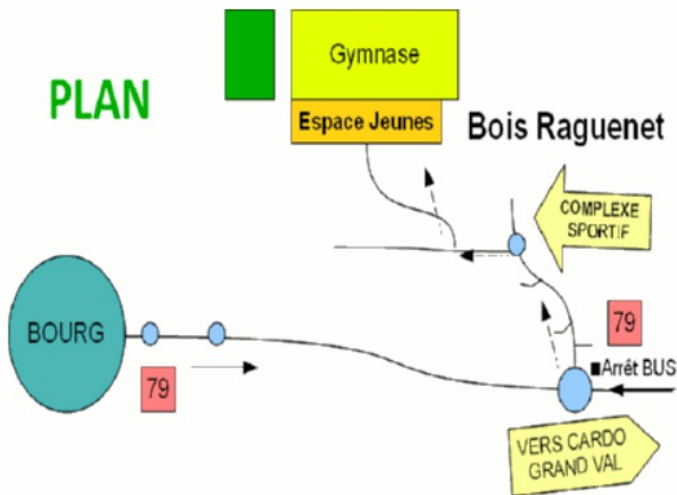 Gymnase
PLAN
Espace Jeunes
Bois Raguenet
COMPLEXE
SPORTIF
BOURG
79
79
Arrêt BUS
VERS CARDO
GRAND VAL